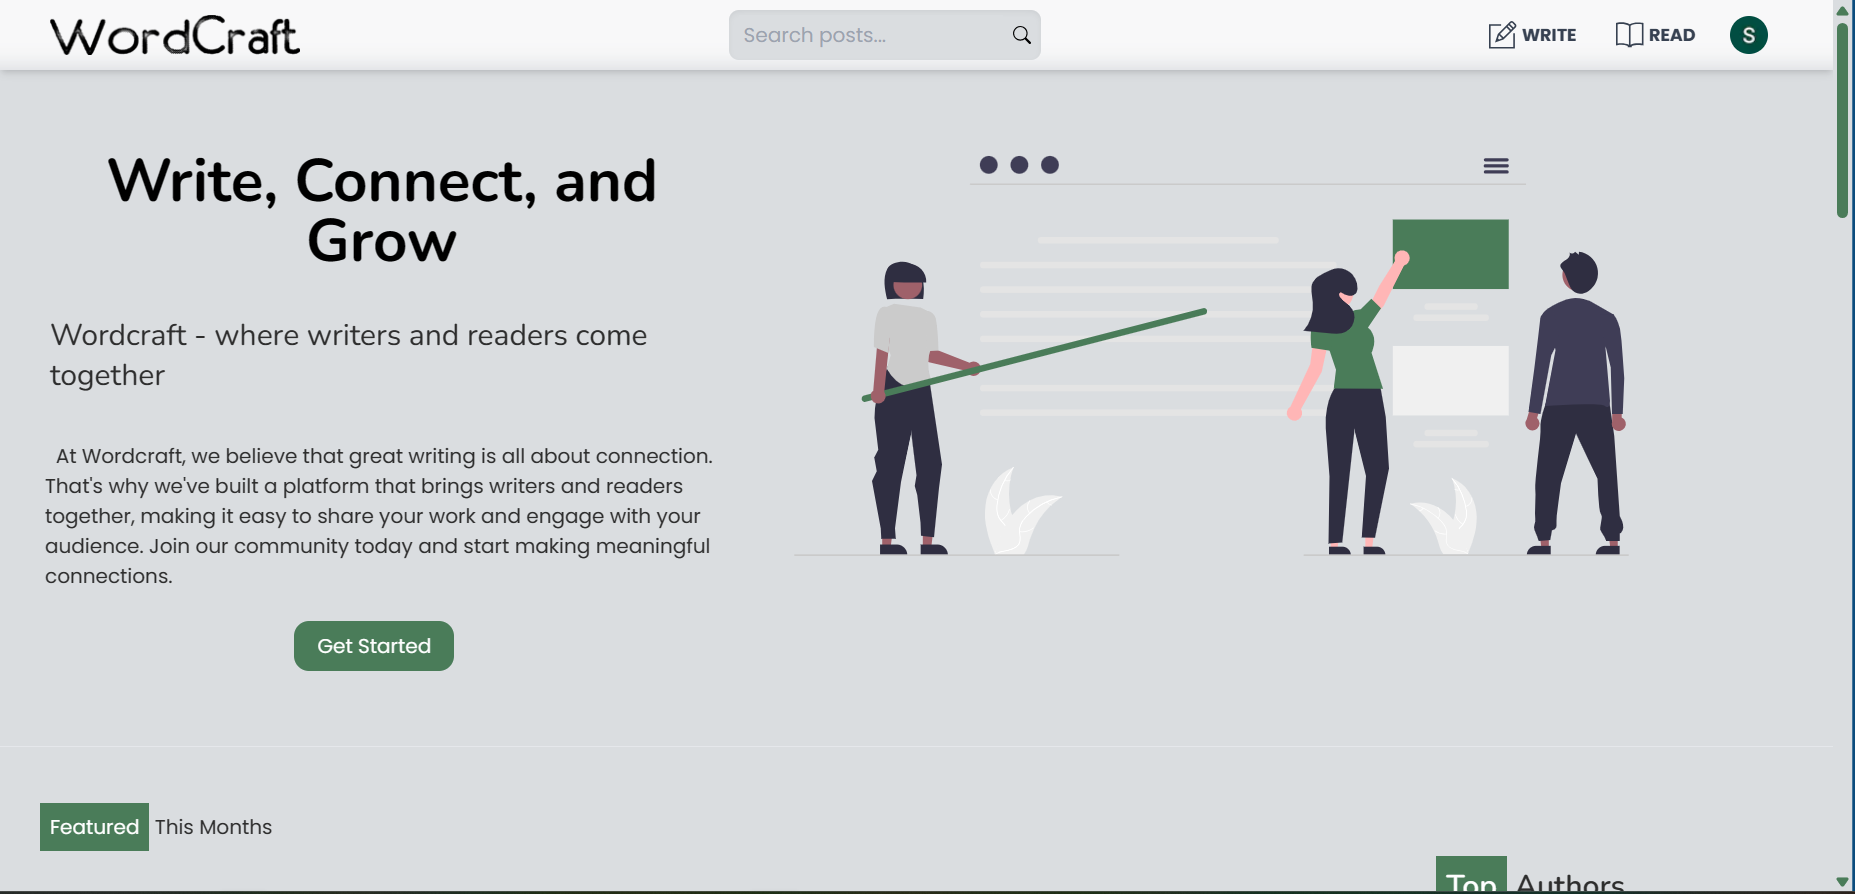 WordCraft
Search posts...
WRITE
READ
S
Write, Connect, and
Grow
Wordcraft - where writers and readers come
together
At Wordcraft, we believe that great writing is all about connection.
That's why we've built a platform that brings writers and readers
together, making it easy to share your work and engage with your
audience. Join our community today and start making meaningful
connections.
Get Started
Featured This Months
Top Authors